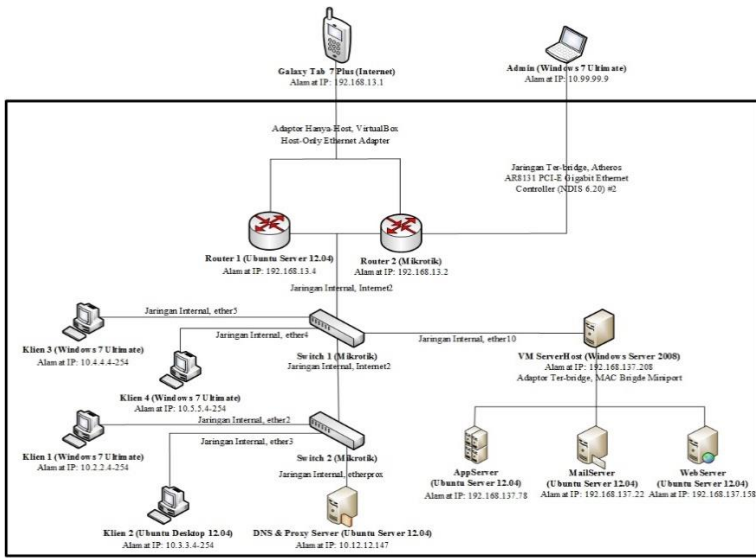 Galaxy Tab 7 Plus (Internet)
Alamat IP: 192.168.13.1
Admin (Windows 7 Ultimate)
Alamat IP: 10.99.99.9
Adaptor Hanya-Host, VirtualBox
Host-Only Ethernet Adapter
Jaringan Ter-bridge, Atheros
AR8131 PCI-E Gigabit Ethernet
Controller (NDIS 6.20) #2
Router 1 (Ubuntu Server 12.04)
Alamat IP: 192.168.13.4
Router 2 (Mikrotik)
Alamat IP: 192.168.13.2
Jaringan Internal, Internet2
Jaringan Internal, ether5
Jaringan Internal, ether4
Jaringan Internal, ether10
Klien 3 (Windows 7 Ultimate)
Alamat IP: 10.4.4.4-254
Switch 1 (Mikrotik)
Jaringan Internal, Internet2
VM ServerHost (Windows Server 2008)
Alamat IP: 192.168.137.208
Adaptor Ter-bridge, MAC Brigde Miniport
Klien 4 (Windows 7 Ultimate)
Alamat IP: 10.5.5.4-254
Jaringan Internal, ether2
Jaringan Internal, ether3
Klien 1 (Windows 7 Ultimate)
Alamat IP: 10.2.2.4-254
Switch 2 (Mikrotik)
Jaringan Internal, etherprox
AppServer
(Ubuntu Server 12.04)
Alamat IP: 192.168.137.78
MailServer
(Ubuntu Server 12.04)
Alamat IP: 192.168.137.22
WebServer
(Ubuntu Server 12.04)
Alamat IP: 192.168.137.158
Klien 2 (Ubuntu Desktop 12.04)
Alamat IP: 10.3.3.4-254
DNS & Proxy Server (Ubuntu Server 12.04)
Alamat IP: 10.12.12.147